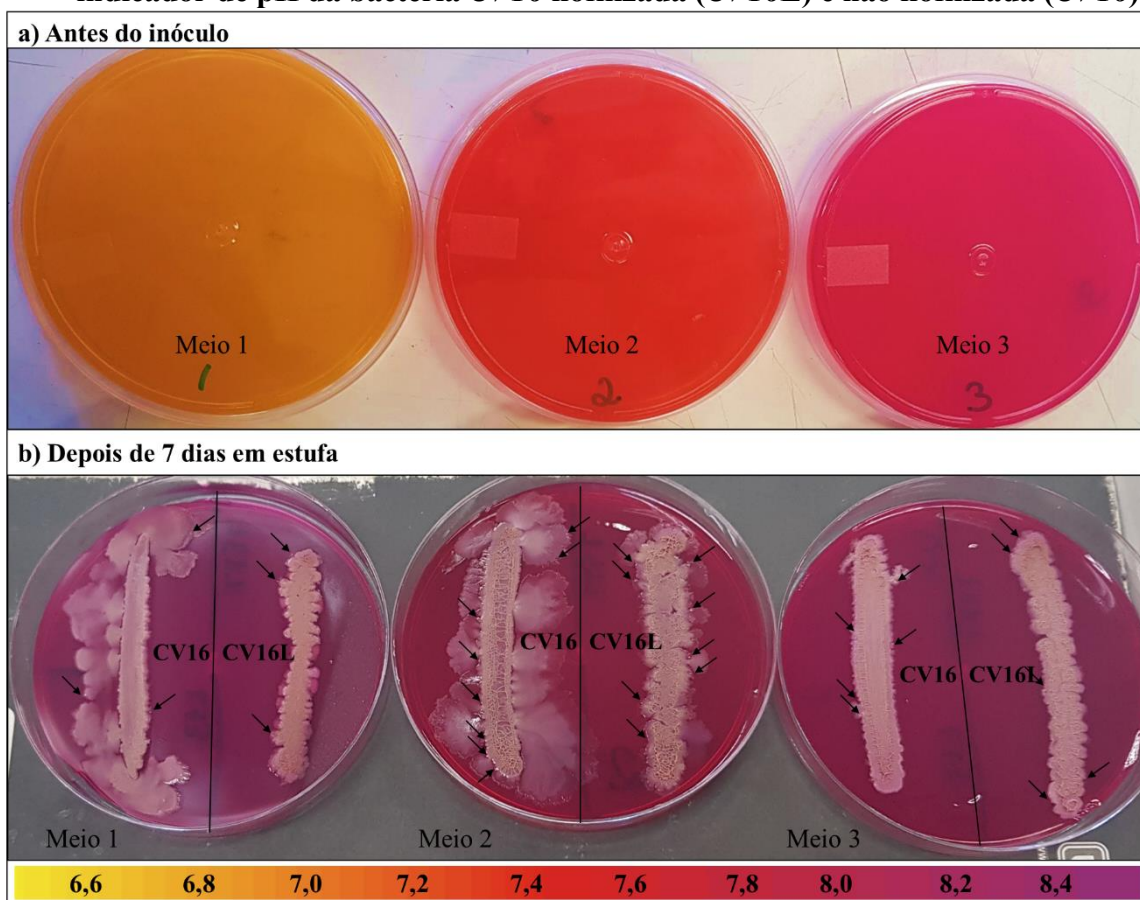 indicador de pH da bactéria CV16 liofilizada (CV16L) e não liofilizada (CV16)
a) Antes do inóculo
Meio 1 Meio 2 Meio 3
1 2 3
b) Depois de 7 dias em estufa
CV16 CV16L CV16 CV16L CV16 CV16L
Meio 1 Meio 2 Meio 3
6,6 6,8 7,0 7,2 7,4 7,6 7,8 8,0 8,2 8,4